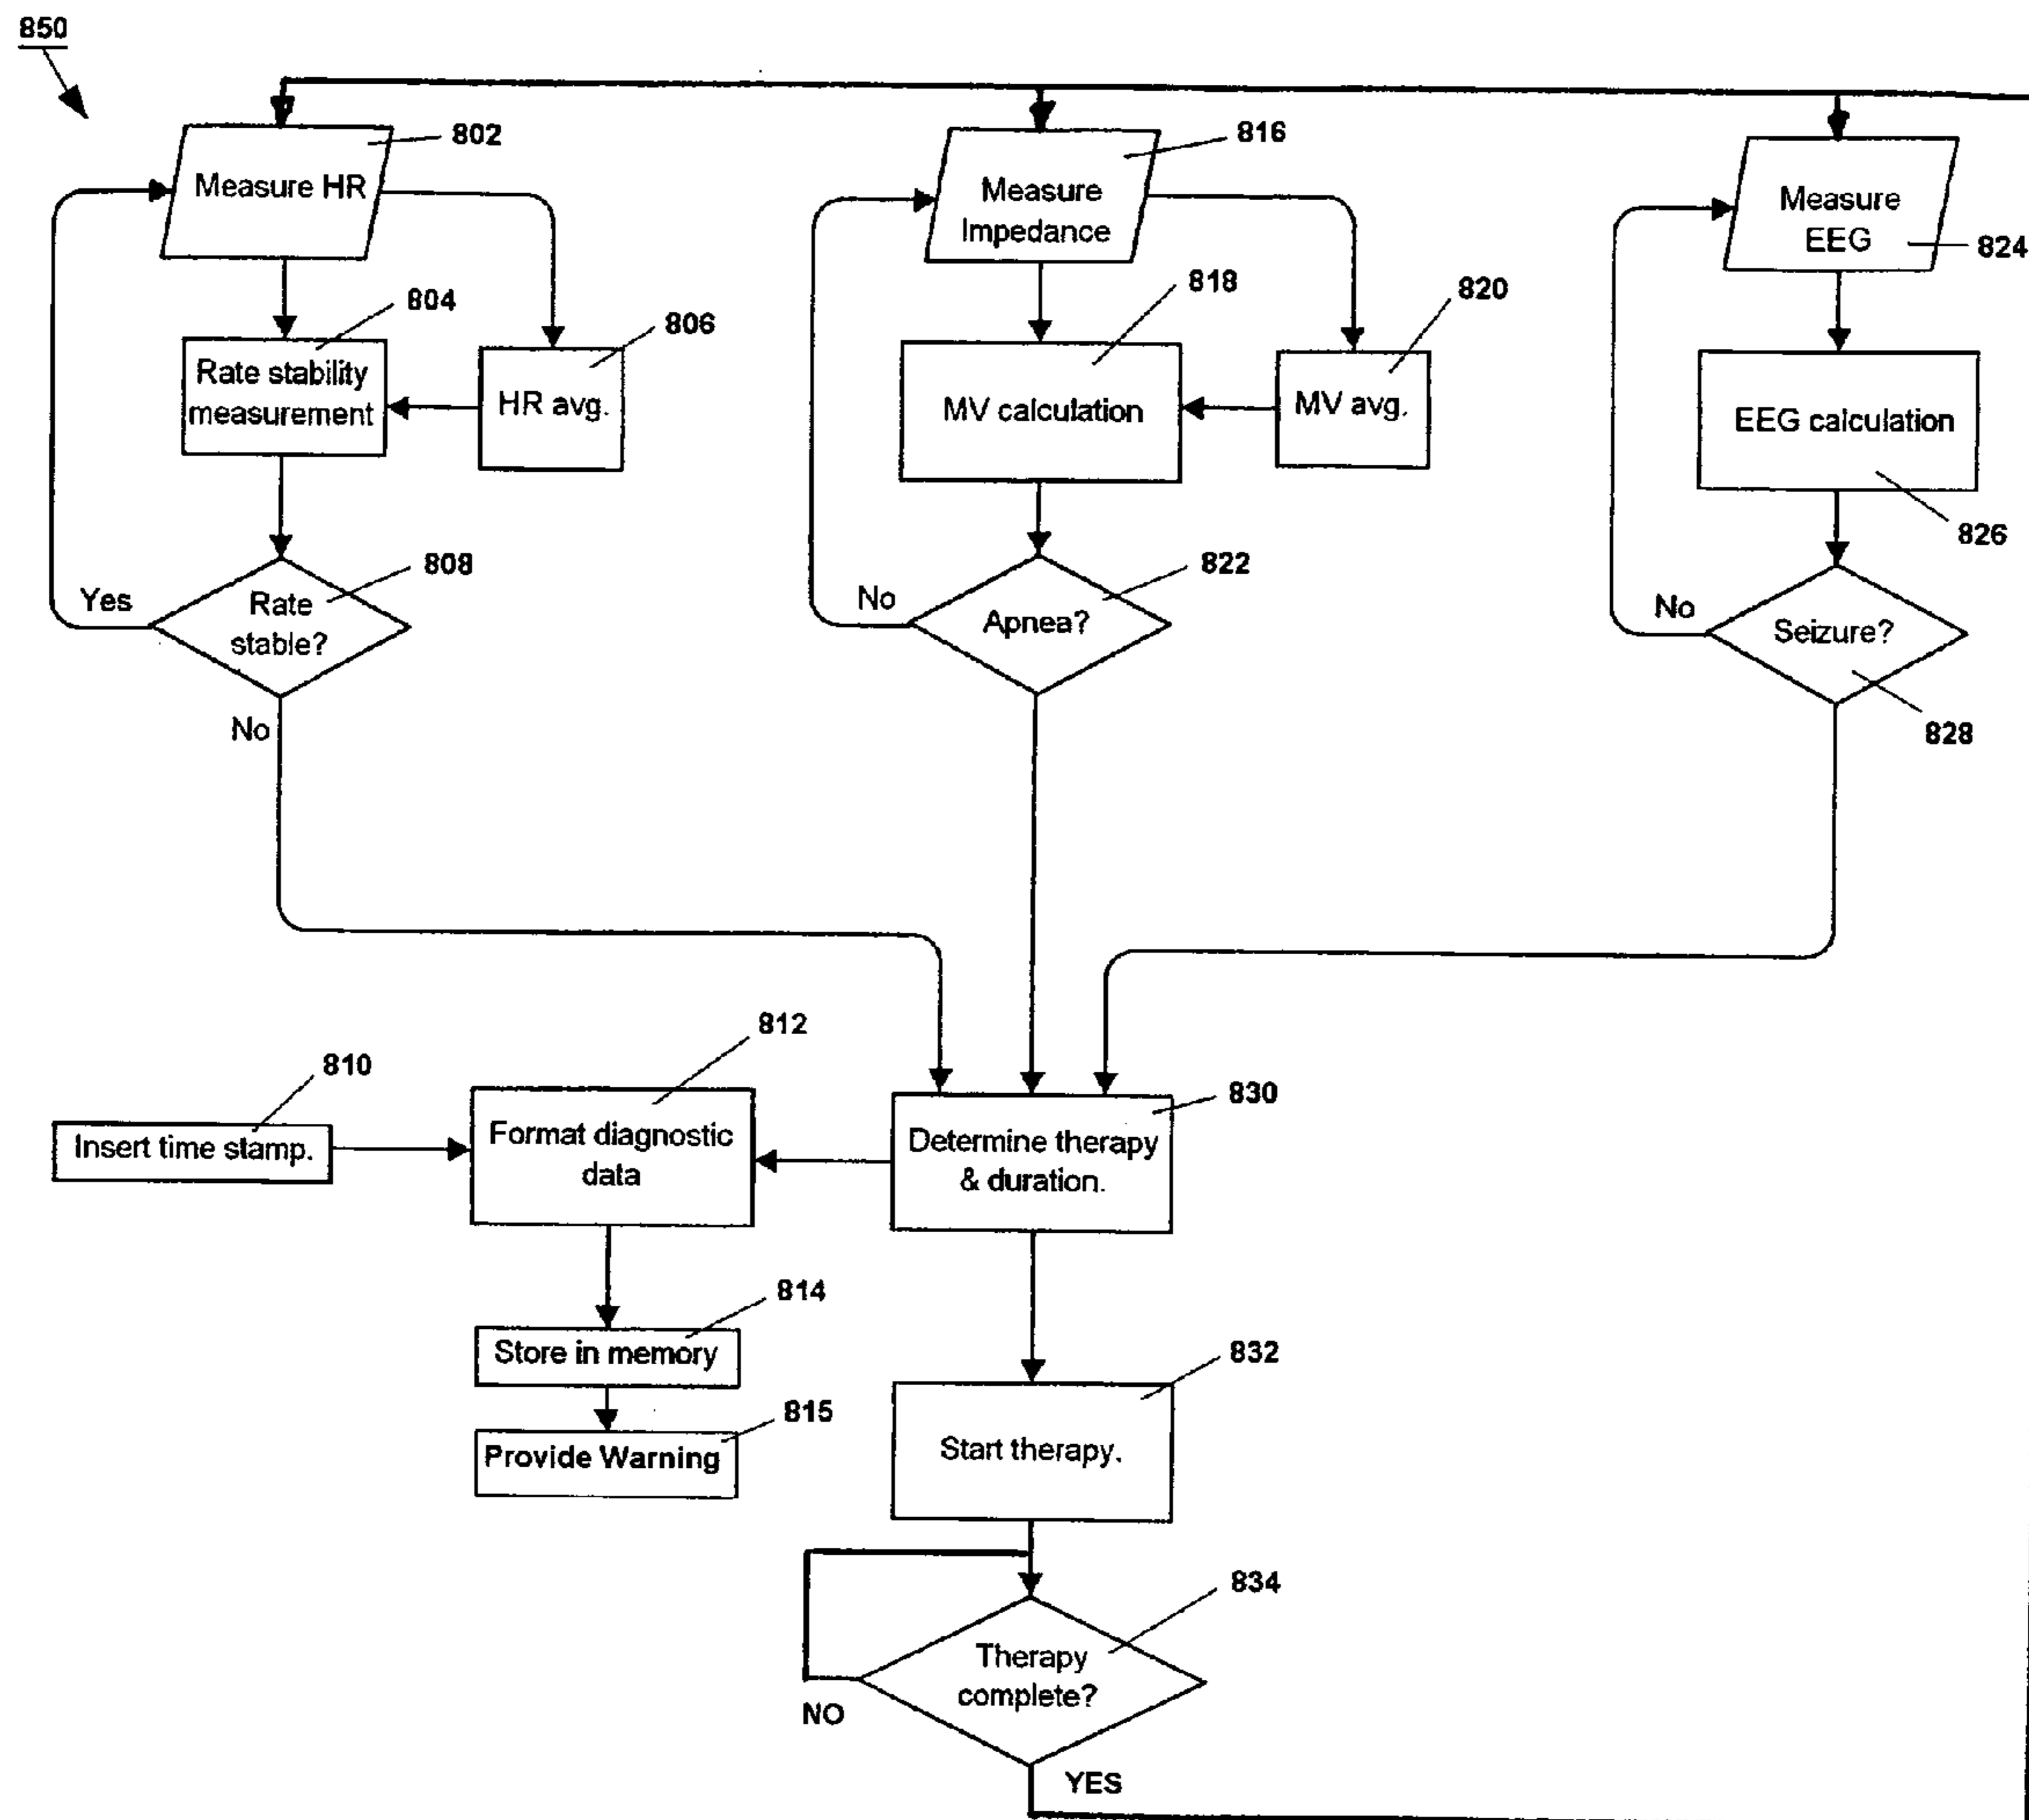 850
802
Measure HR
804
806
Rate stability
measurement
HR avg.
808
Yes
Rate
stable?
No
816
Measure
Impedance
818
820
MV calculation
MV avg.
822
No
Apnea?
Measure
EEG
824
EEG calculation
826
No
Seizure?
828
810
Insert time stamp.
812
Format diagnostic
data
830
Determine therapy
& duration.
814
Store in memory
815
Provide Warning
832
Start therapy.
834
Therapy
complete?
NO
YES